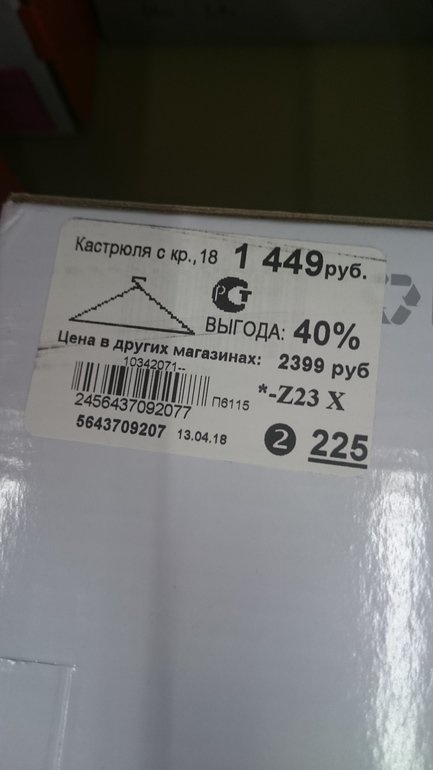 Кастрюля с кр.,18 1 449руб.
РСТ
ВЫГОДА: 40%
Цена в других магазинах: 2399 руб
10342071--
2456437092077 П6115 *-Z23 X
5643709207 13.04.18 2 225